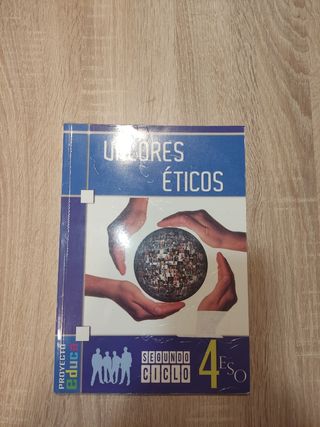 VALORES
ÉTICOS
PROYECTO
educa
SEGUNDO
CICLO
4 ESO